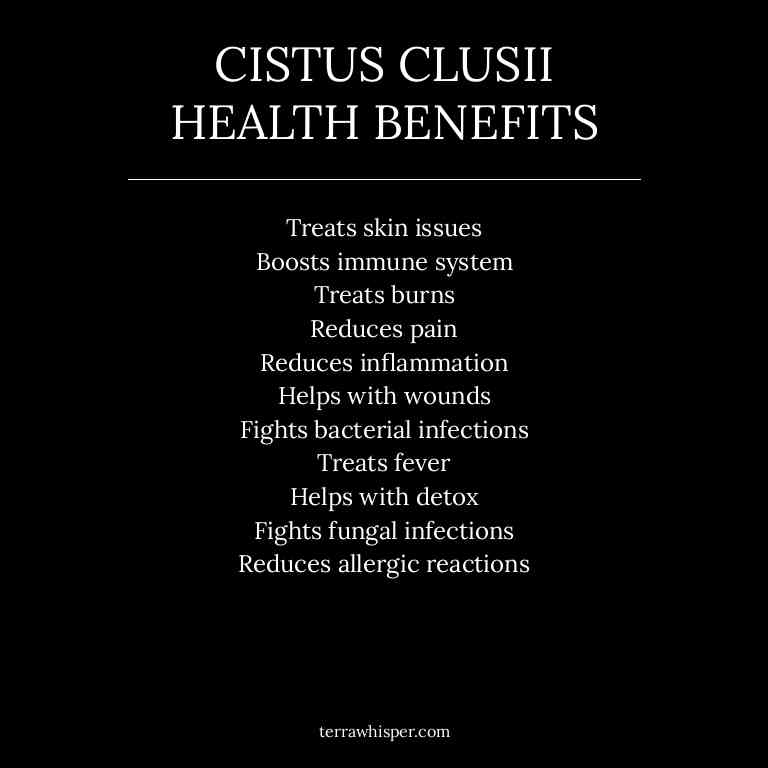 CISTUS CLUSII
HEALTH BENEFITS
Treats skin issues
Boosts immune system
Treats burns
Reduces pain
Reduces inflammation
Helps with wounds
Fights bacterial infections
Treats fever
Helps with detox
Fights fungal infections
Reduces allergic reactions
terrawhisper.com